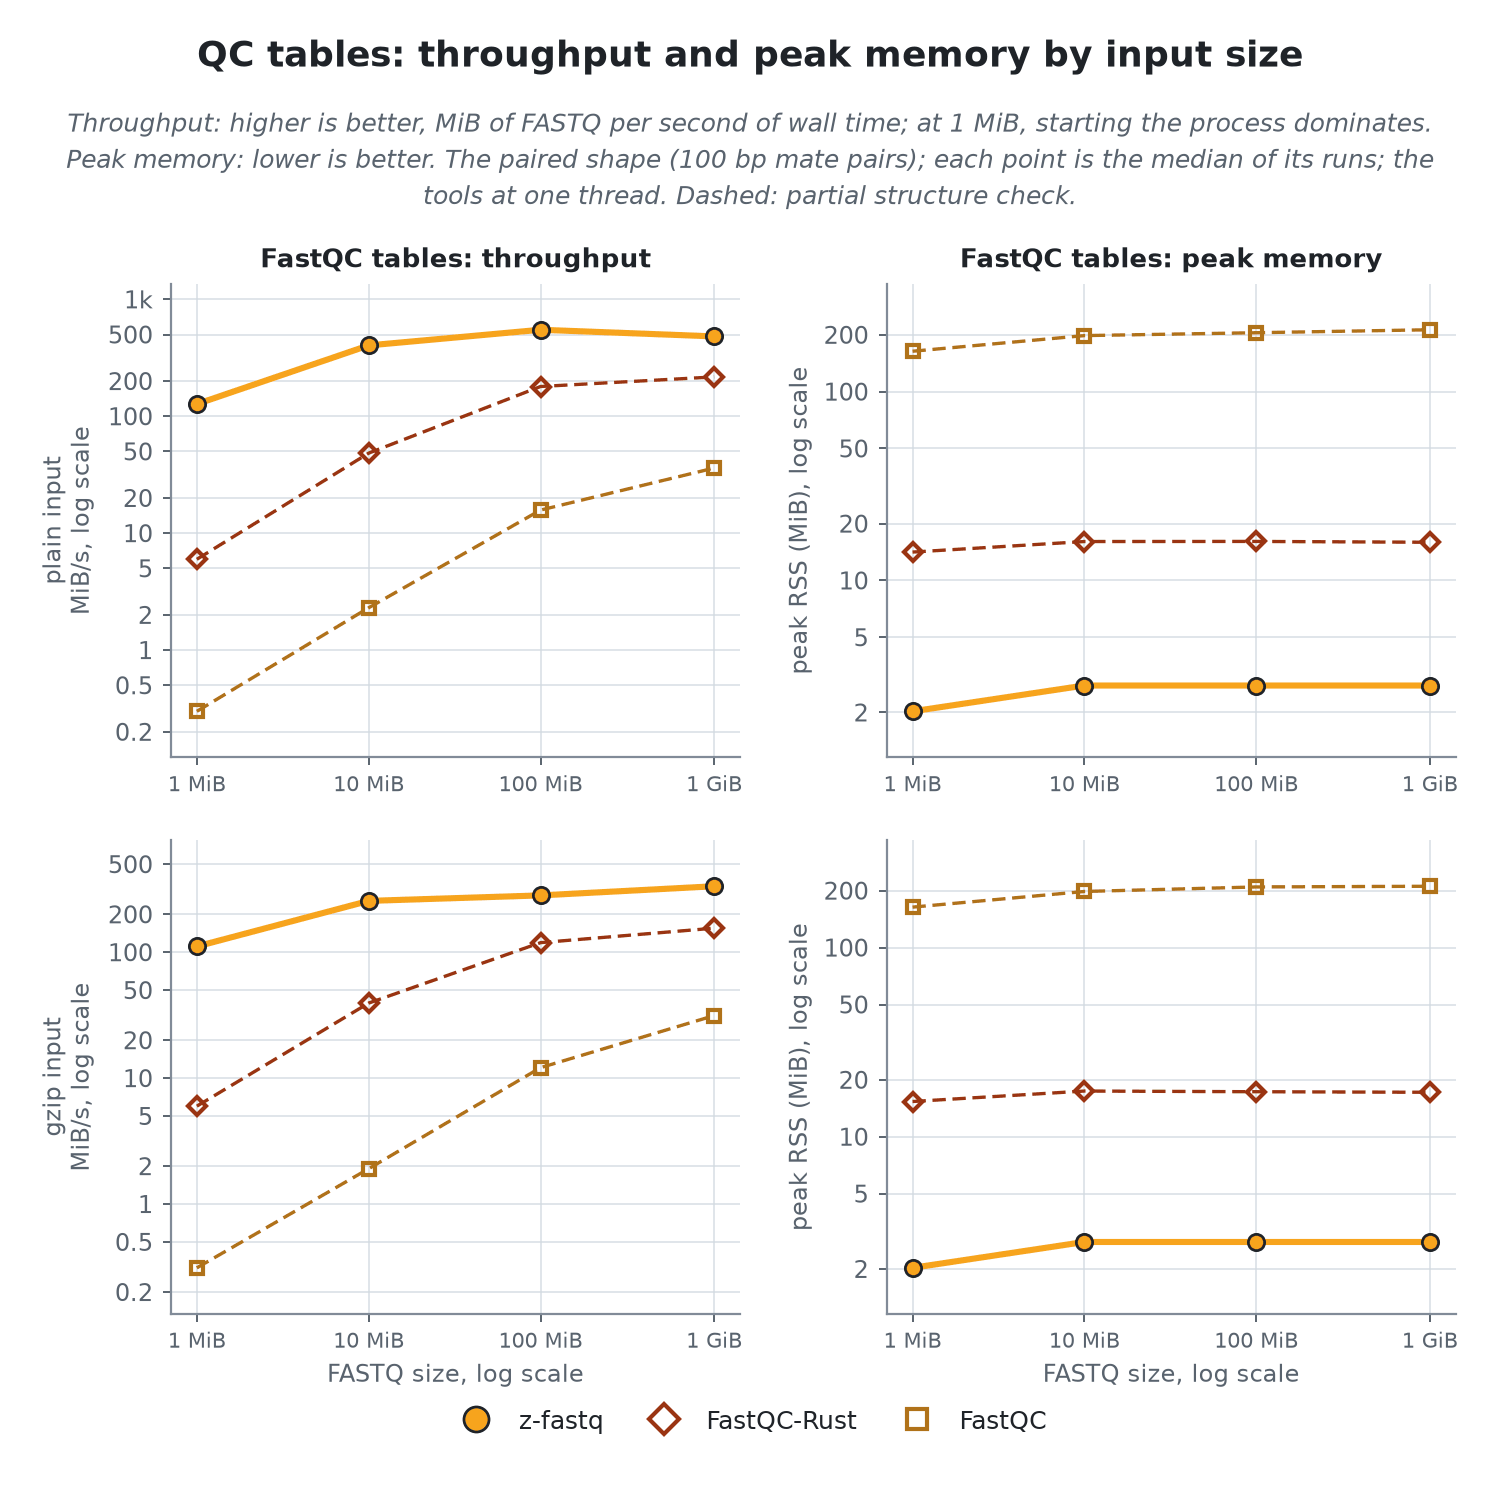 QC tables: throughput and peak memory by input size
Throughput: higher is better, MiB of FASTQ per second of wall time; at 1 MiB, starting the process dominates.
Peak memory: lower is better. The paired shape (100 bp mate pairs); each point is the median of its runs; the
tools at one thread. Dashed: partial structure check.
FastQC tables: throughput
plain input
MiB/s, log scale
1k
500
200
100
50
20
10
5
2
1
0.5
0.2
1 MiB
10 MiB
100 MiB
1 GiB
FastQC tables: peak memory
peak RSS (MiB), log scale
200
100
50
20
10
5
2
1 MiB
10 MiB
100 MiB
1 GiB
gzip input
MiB/s, log scale
500
200
100
50
20
10
5
2
1
0.5
0.2
1 MiB
10 MiB
100 MiB
1 GiB
FASTQ size, log scale
peak RSS (MiB), log scale
200
100
50
20
10
5
2
1 MiB
10 MiB
100 MiB
1 GiB
FASTQ size, log scale
z-fastq
FastQC-Rust
FastQC